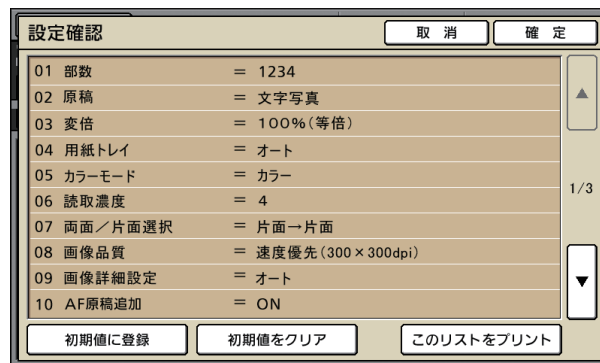 設定確認 取 消 確 定
01 部数 = 1234
02 原稿 = 文字写真
03 変倍 = 100%(等倍)
04 用紙トレイ = オート
05 カラーモード = カラー
06 読取濃度 = 4
07 両面／片面選択 = 片面→片面
08 画像品質 = 速度優先(300×300dpi)
09 画像詳細設定 = オート
10 AF原稿追加 = ON
▲
1/3
▼
初期値に登録 初期値をクリア このリストをプリント